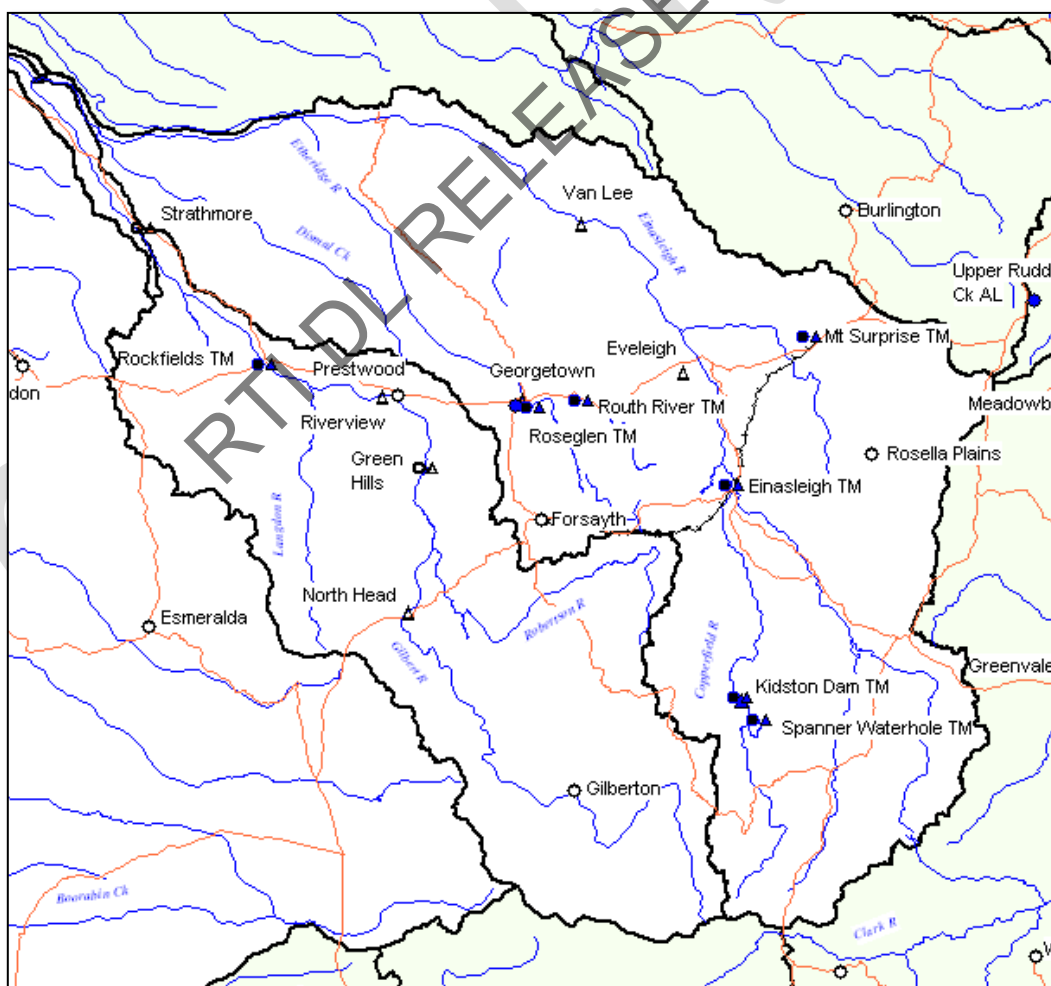 RTI DL RELEASE
Etheridge R
Van Lee
Strathmore
Burlington
Dismal Ck
Einasleigh R
Upper Rudd
Ck AL
Mt Surprise TM
Rockfields TM
Eveleigh
Prestwood
Georgetown
don
Riverview
Routh River TM
Meadowb
Roseglen TM
Green
Hills
Rosella Plains
Einasleigh TM
Langdon R
Forsayth
North Head
Robertson R
Esmeralda
Gilbert R
Copperfield R
Greenvale
Kidston Dam TM
Spanner Waterhole TM
Gilberton
Boorabin Ck
Clark R